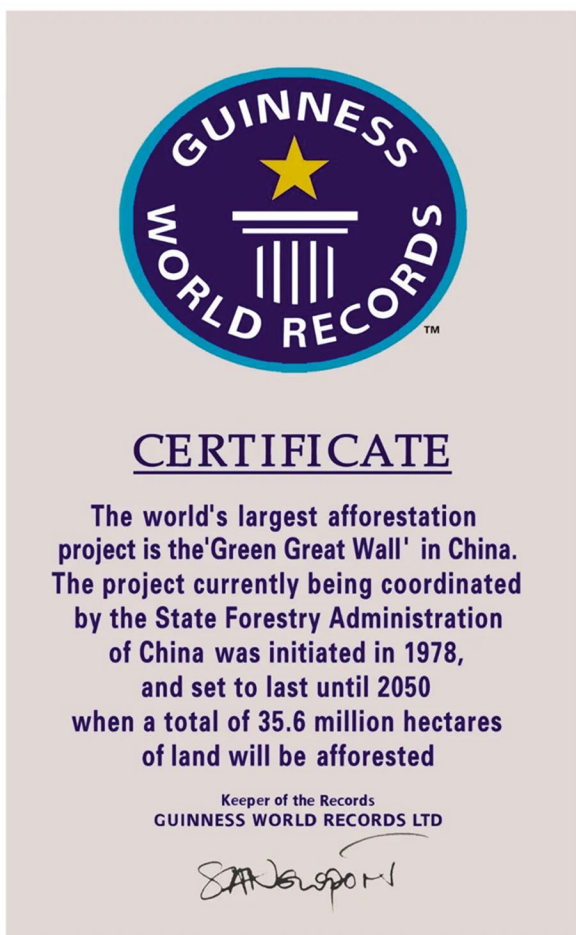 GUINNESS
WORLD RECORDS
™
CERTIFICATE
The world's largest afforestation
project is the'Green Great Wall' in China.
The project currently being coordinated
by the State Forestry Administration
of China was initiated in 1978,
and set to last until 2050
when a total of 35.6 million hectares
of land will be afforested
Keeper of the Records
GUINNESS WORLD RECORDS LTD